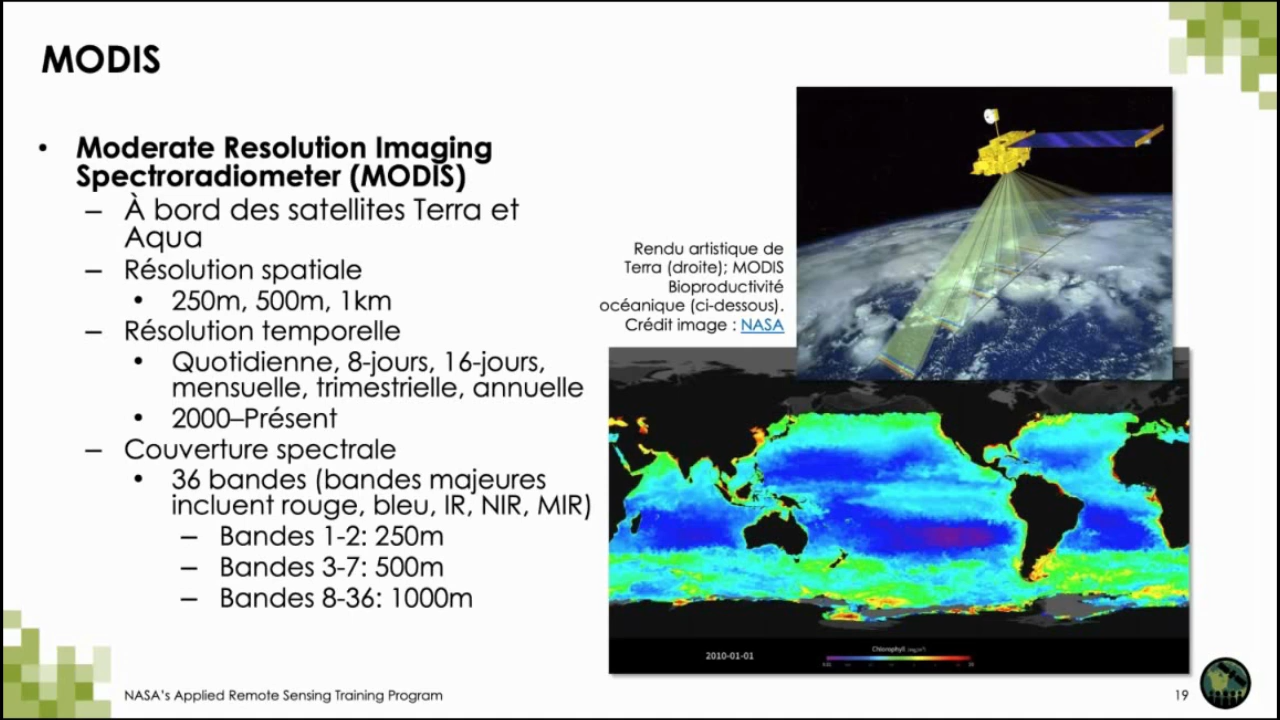 MODIS
• Moderate Resolution Imaging
Spectroradiometer (MODIS)
– À bord des satellites Terra et
Aqua
– Résolution spatiale
• 250m, 500m, 1km
– Résolution temporelle
• Quotidienne, 8-jours, 16-jours,
mensuelle, trimestrielle, annuelle
• 2000–Présent
– Couverture spectrale
• 36 bandes (bandes majeures
incluent rouge, bleu, IR, NIR, MIR)
– Bandes 1-2: 250m
– Bandes 3-7: 500m
– Bandes 8-36: 1000m
Rendu artistique de
Terra (droite); MODIS
Bioproductivité
océanique (ci-dessous).
Crédit image : NASA
2010-01-01
Chlorophyll
NASA's Applied Remote Sensing Training Program
19